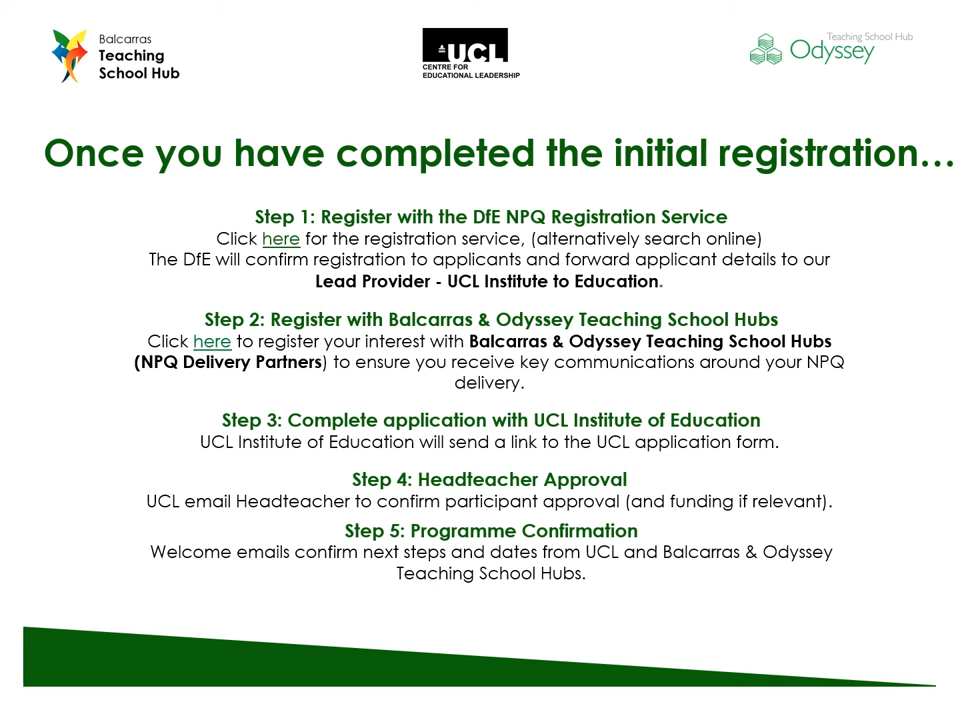 Balcarras
Teaching
School Hub
UCL
CENTRE FOR
EDUCATIONAL LEADERSHIP
Teaching School Hub
Odyssey
Once you have completed the initial registration…
Step 1: Register with the DfE NPQ Registration Service
Click here for the registration service, (alternatively search online)
The DfE will confirm registration to applicants and forward applicant details to our
Lead Provider - UCL Institute to Education.
Step 2: Register with Balcarras & Odyssey Teaching School Hubs
Click here to register your interest with Balcarras & Odyssey Teaching School Hubs
(NPQ Delivery Partners) to ensure you receive key communications around your NPQ
delivery.
Step 3: Complete application with UCL Institute of Education
UCL Institute of Education will send a link to the UCL application form.
Step 4: Headteacher Approval
UCL email Headteacher to confirm participant approval (and funding if relevant).
Step 5: Programme Confirmation
Welcome emails confirm next steps and dates from UCL and Balcarras & Odyssey
Teaching School Hubs.